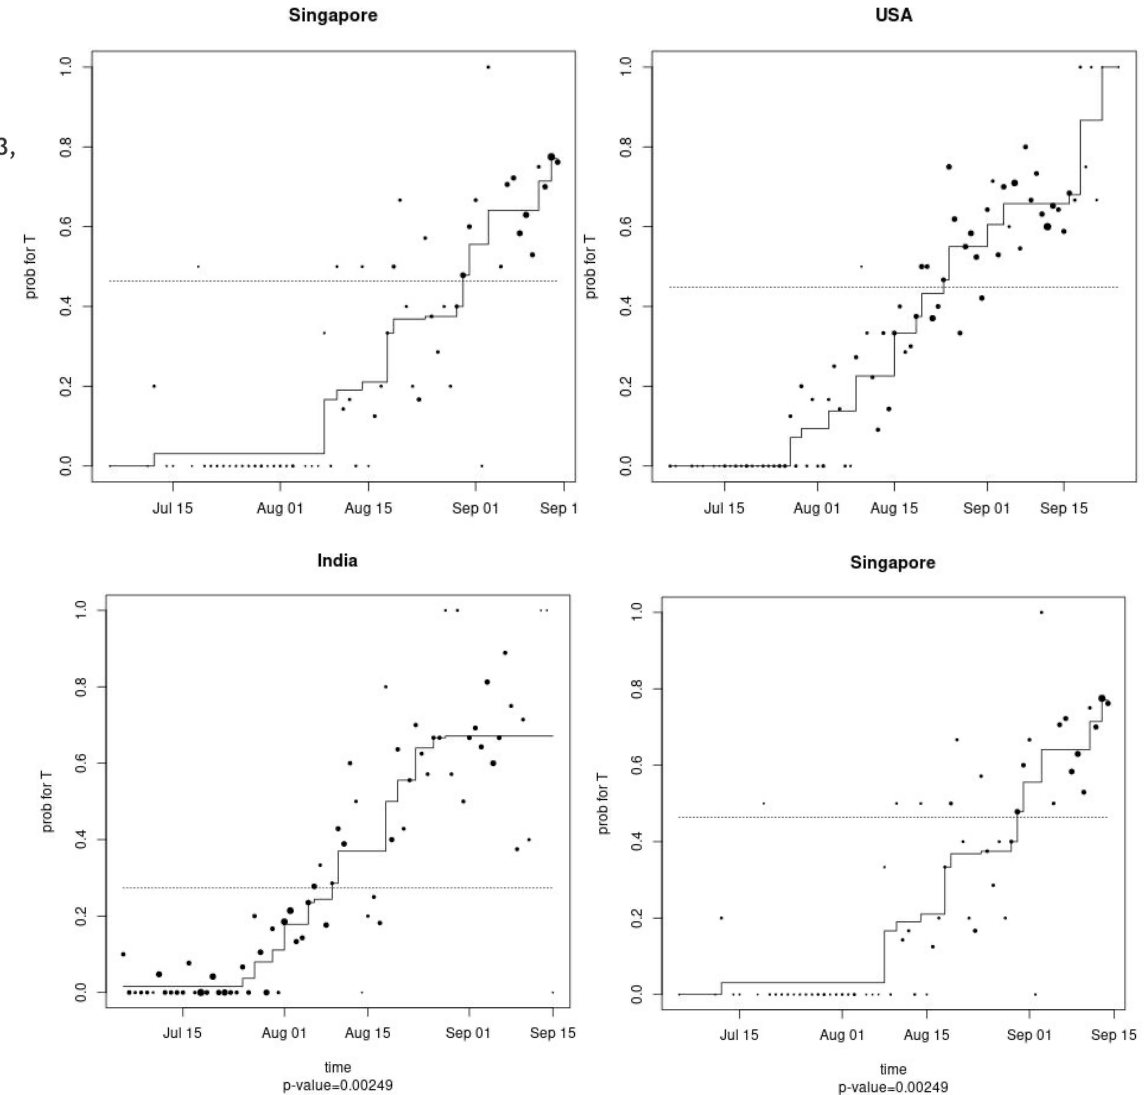 Singapore
USA
3,
prob for T
0.0 0.2 0.4 0.6 0.8 1.0
Jul 15 Aug 01 Aug 15 Sep 01 Sep 1
prob for T
0.0 0.2 0.4 0.6 0.8 1.0
Jul 15 Aug 01 Aug 15 Sep 01 Sep 15
India
prob for T
0.0 0.2 0.4 0.6 0.8 1.0
Jul 15 Aug 01 Aug 15 Sep 01 Sep 15
time
p-value=0.00249
Singapore
prob for T
0.0 0.2 0.4 0.6 0.8 1.0
Jul 15 Aug 01 Aug 15 Sep 01 Sep 15
time
p-value=0.00249